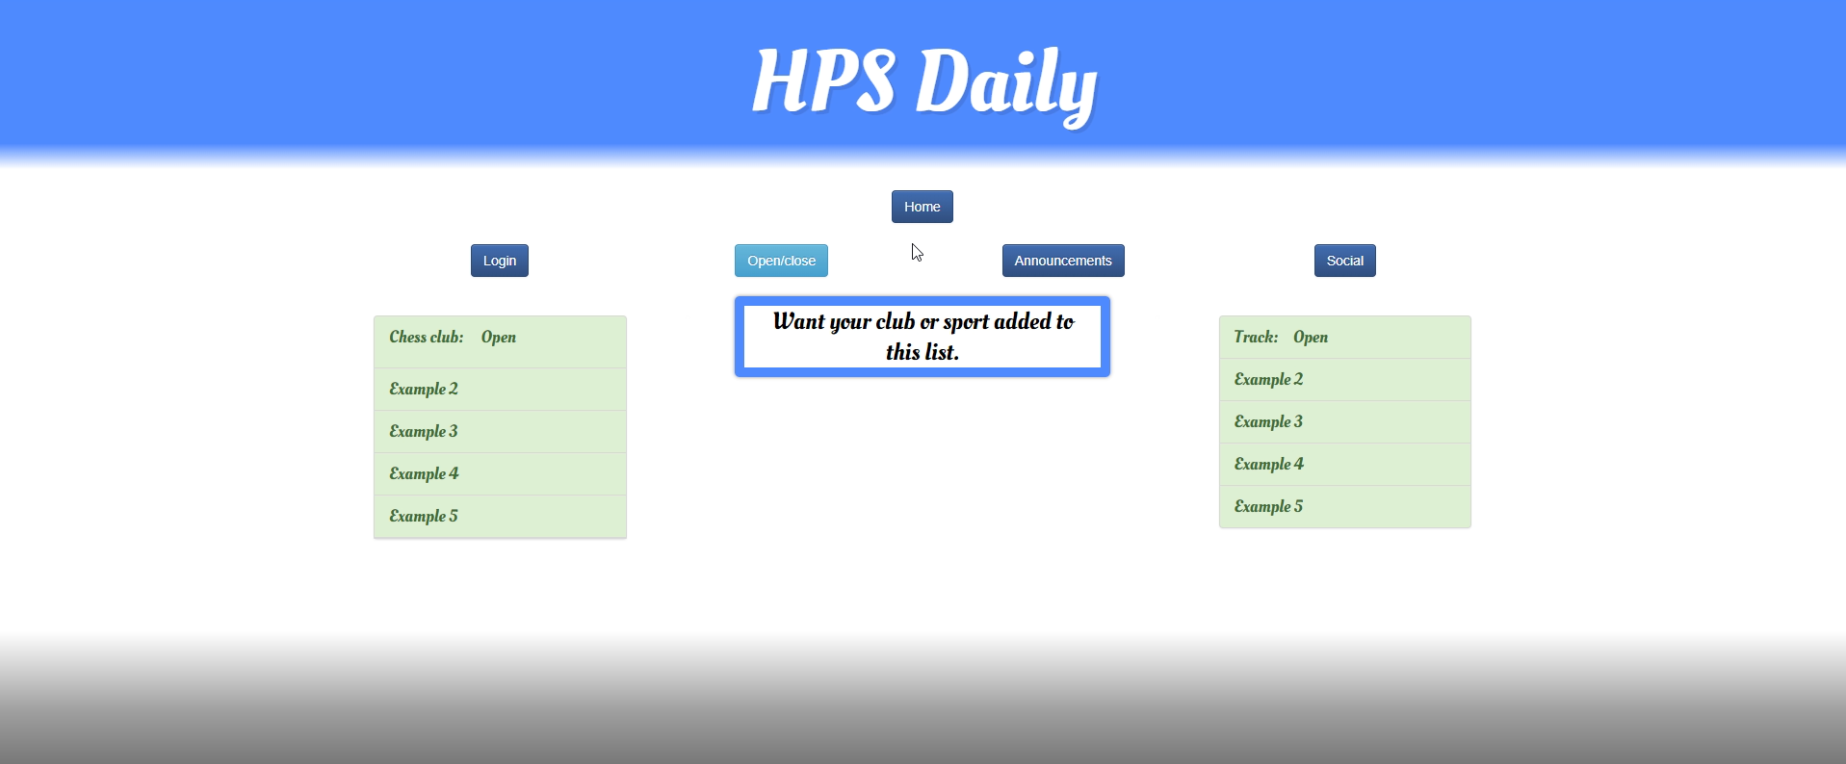 HPS Daily
Home
Login
Open/close
Announcements
Social
Want your club or sport added to
this list.
Chess club: Open
Example 2
Example 3
Example 4
Example 5
Track: Open
Example 2
Example 3
Example 4
Example 5